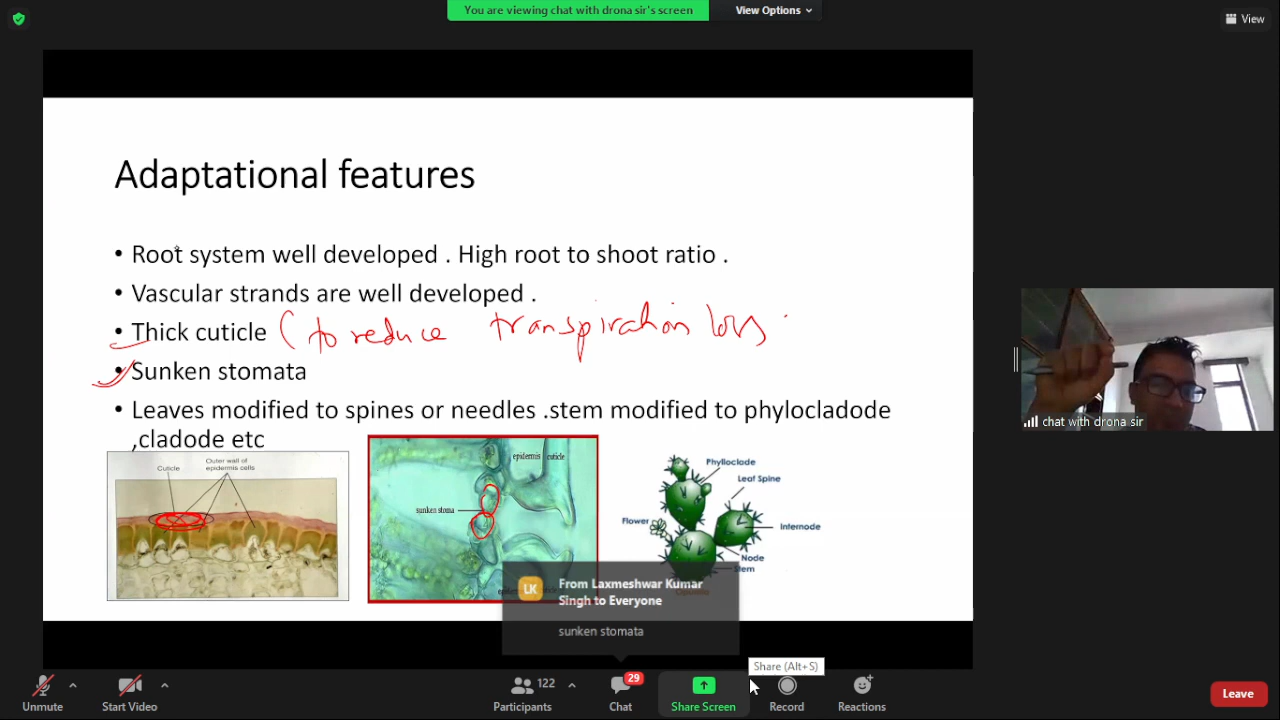 You are viewing chat with drona sir's screen
View Options
View
Adaptational features
• Root system well developed . High root to shoot ratio .
• Vascular strands are well developed .
• Thick cuticle ( to reduce transpiration loss .
• Sunken stomata
• Leaves modified to spines or needles .stem modified to phylocladode
,cladode etc
Cuticle
Outer wall of
epidermis cells
epidermis cuticle
sunken stoma
Phylloclade
Leaf Spine
Flower
Internode
Node
Stem
LK
From Laxmeshwar Kumar
Singh to Everyone
sunken stomata
chat with drona sir
Share (Alt+S)
Unmute
Start Video
122
Participants
29
Chat
Share Screen
Record
Reactions
Leave